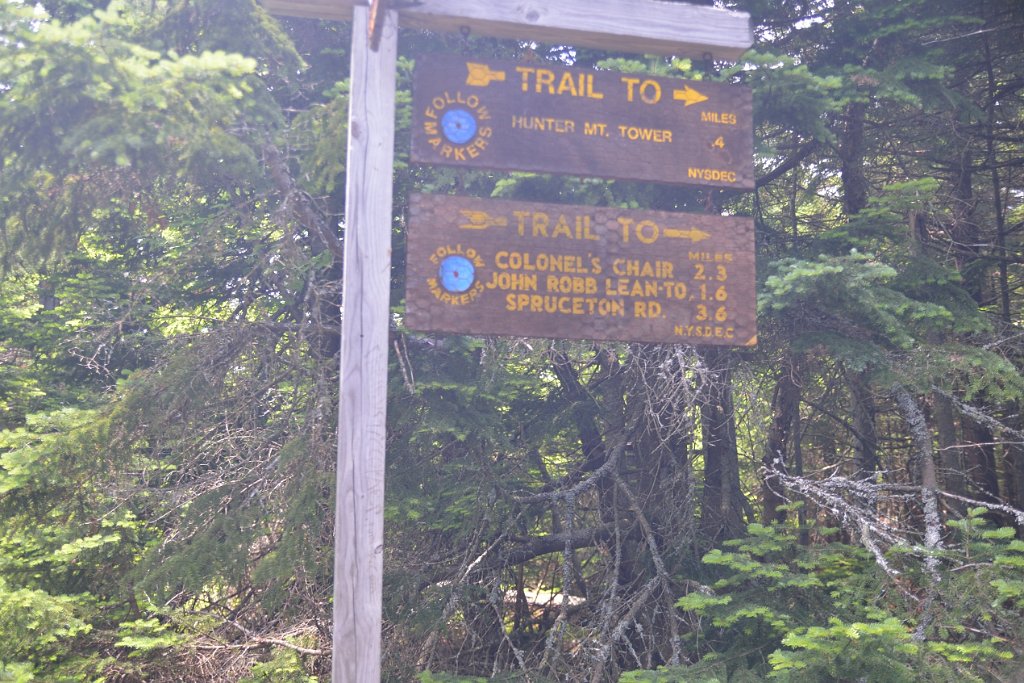 TRAIL TO
MILES
FOLLOW MARKERS
HUNTER MT. TOWER .4
NYSDEC
TRAIL TO
MILES
FOLLOW MARKERS
COLONEL'S CHAIR 2.3
JOHN ROBB LEAN-TO 1.6
SPRUCETON RD. 3.6
N.Y.S.D.E.C